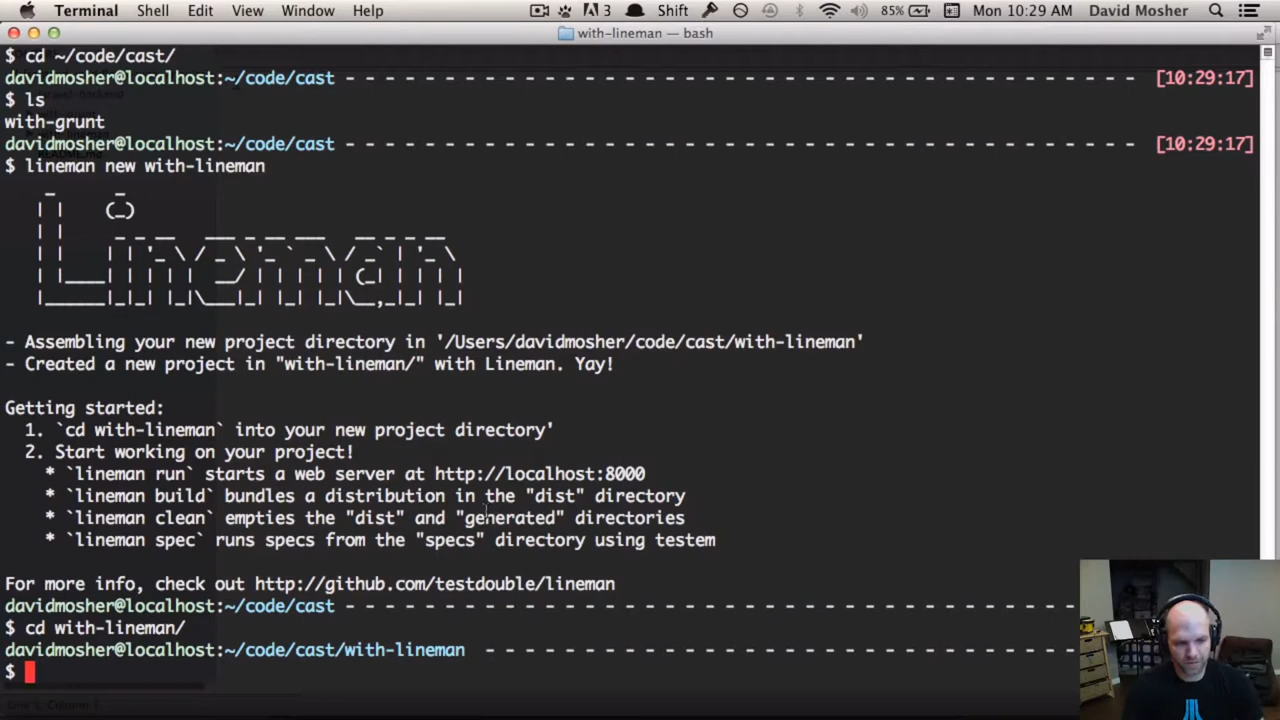 Terminal Shell Edit View Window Help 3 Shift 85% Mon 10:29 AM David Mosher
with-lineman — bash
$ cd ~/code/cast/
davidmosher@localhost:~/code/cast - - - - - - - - - - - - - - - - - - - - - - - - - - - - - - - - - - - - - - - - [10:29:17]
$ ls
with-grunt
davidmosher@localhost:~/code/cast - - - - - - - - - - - - - - - - - - - - - - - - - - - - - - - - - - - - - - - - [10:29:17]
$ lineman new with-lineman
Lineman
- Assembling your new project directory in '/Users/davidmosher/code/cast/with-lineman'
- Created a new project in "with-lineman/" with Lineman. Yay!
Getting started:
1. `cd with-lineman` into your new project directory'
2. Start working on your project!
* `lineman run` starts a web server at http://localhost:8000
* `lineman build` bundles a distribution in the "dist" directory
* `lineman clean` empties the "dist" and "generated" directories
* `lineman spec` runs specs from the "specs" directory using testem
For more info, check out http://github.com/testdouble/lineman
davidmosher@localhost:~/code/cast - - - - - - - - - - - - - - - - - - - - - - - - - - - - - - - - - - - - -
$ cd with-lineman/
davidmosher@localhost:~/code/cast/with-lineman - - - - - - - - - - - - - - - - - - - - - - - - - - - - - -
$